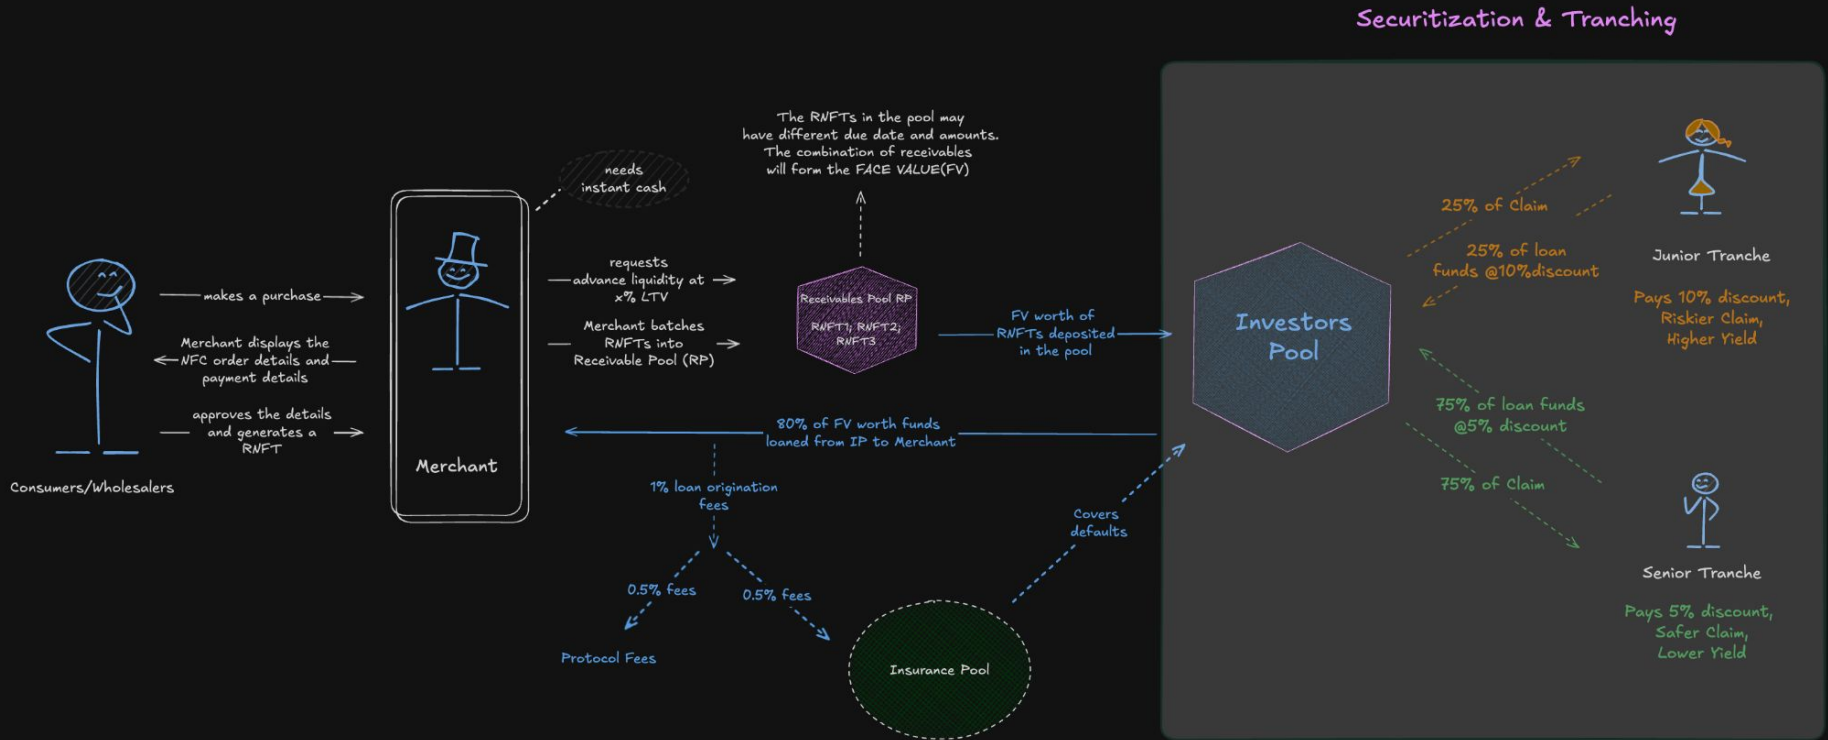 Securitization & Tranching
The RNFTs in the pool may
have different due date and amounts.
The combination of receivables
will form the FACE VALUE(FV)
needs
instant cash
makes a purchase
Merchant displays the
NFC order details and
payment details
approves the details
and generates a
RNFT
Consumers/Wholesalers
Merchant
requests
advance liquidity at
x% LTV
Merchant batches
RNFTs into
Receivable Pool (RP)
Receivables Pool RP
RNFT1; RNFT2;
RNFT3
FV worth of
RNFTs deposited
in the pool
80% of FV worth funds
loaned from IP to Merchant
1% loan origination
fees
0.5% fees
0.5% fees
Protocol Fees
Insurance Pool
Covers
defaults
Investors
Pool
25% of Claim
25% of loan
funds @10%discount
Junior Tranche
Pays 10% discount,
Riskier Claim,
Higher Yield
75% of loan funds
@5% discount
75% of Claim
Senior Tranche
Pays 5% discount,
Safer Claim,
Lower Yield